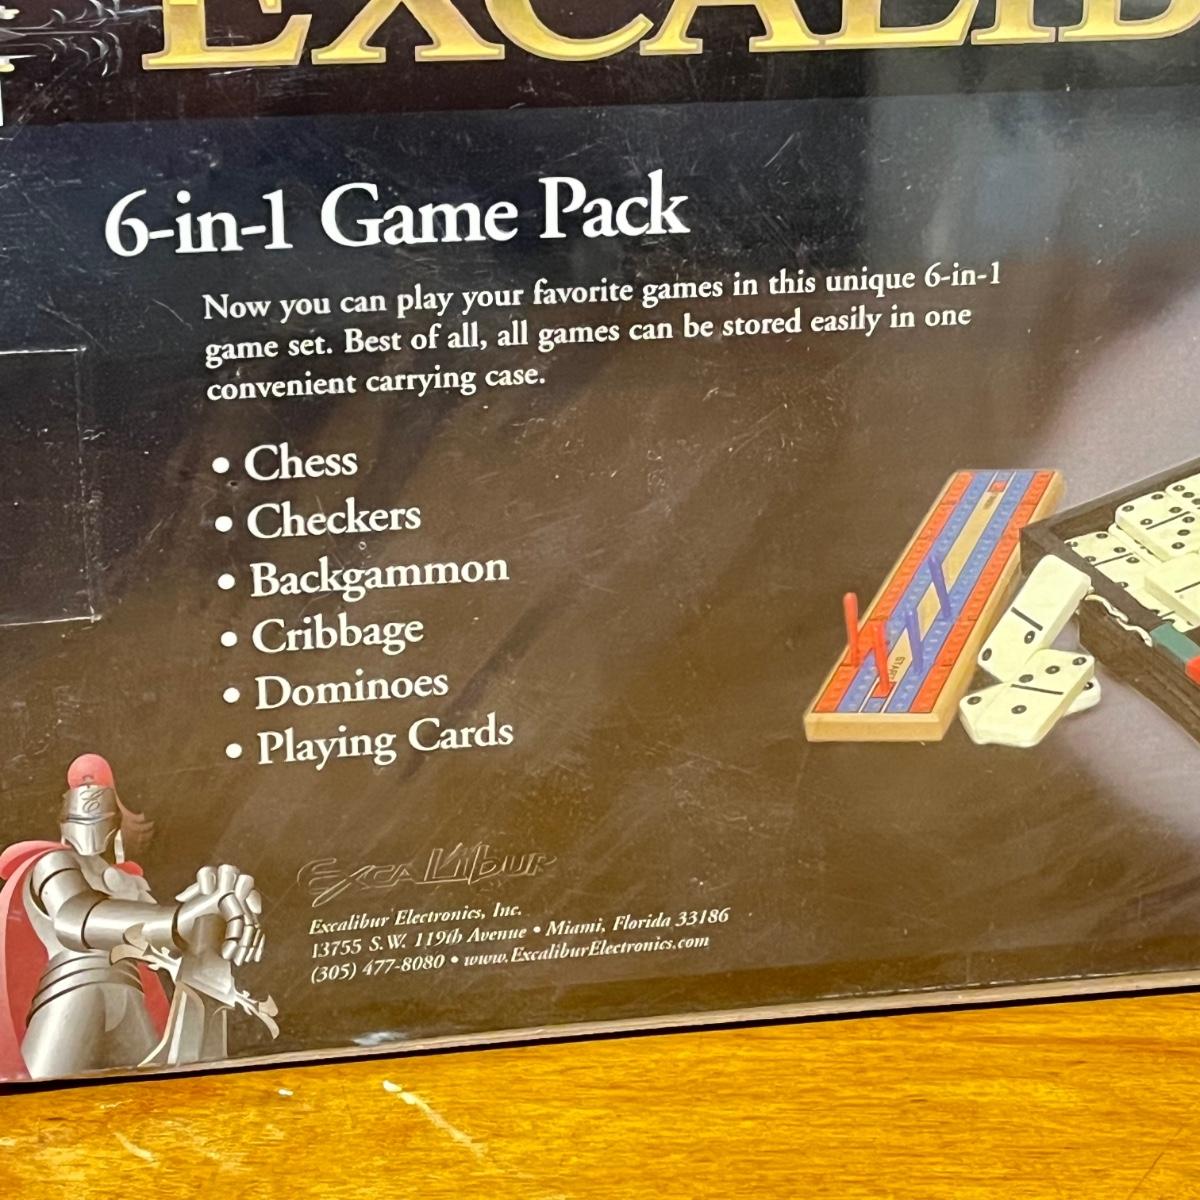 EXCALIB
6-in-1 Game Pack
Now you can play your favorite games in this unique 6-in-1
game set. Best of all, all games can be stored easily in one
convenient carrying case.
• Chess
• Checkers
• Backgammon
• Cribbage
• Dominoes
• Playing Cards
START
Excalibur
Excalibur Electronics, Inc.
13755 S.W. 119th Avenue • Miami, Florida 33186
(305) 477-8080 • www.ExcaliburElectronics.com